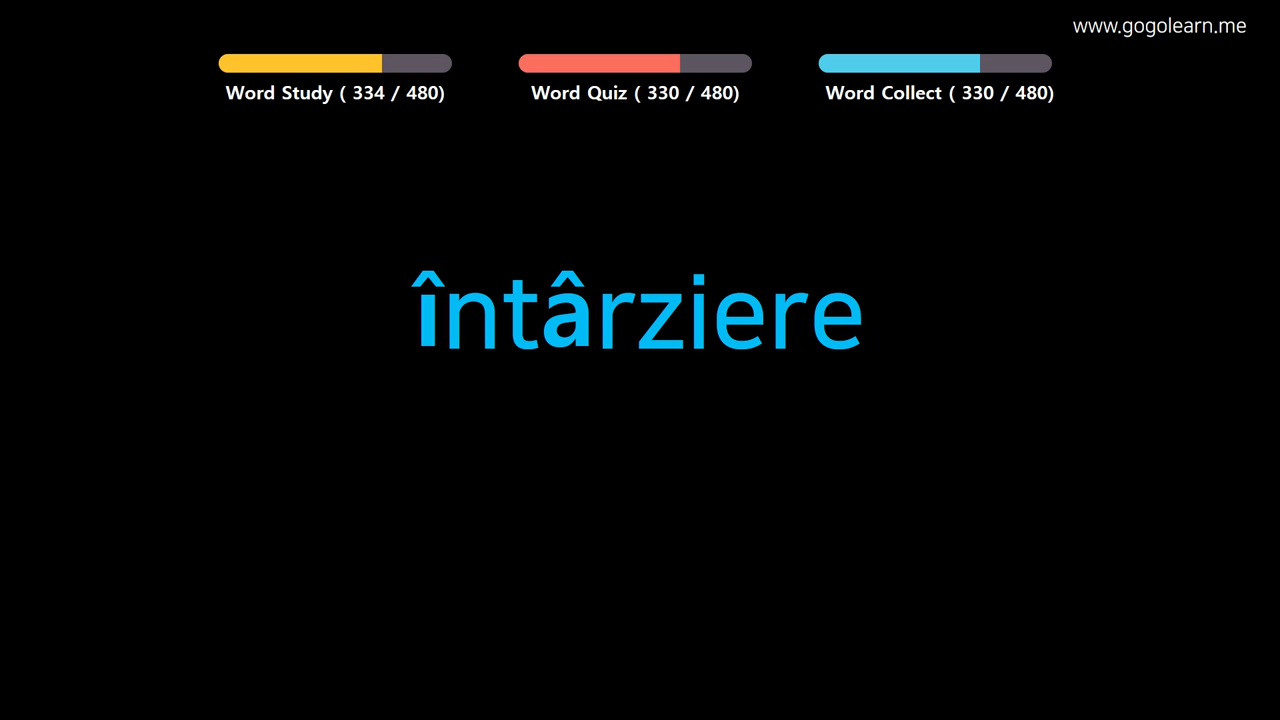 www.gogolearn.me
Word Study ( 334 / 480)
Word Quiz ( 330 / 480)
Word Collect ( 330 / 480)
întârziere